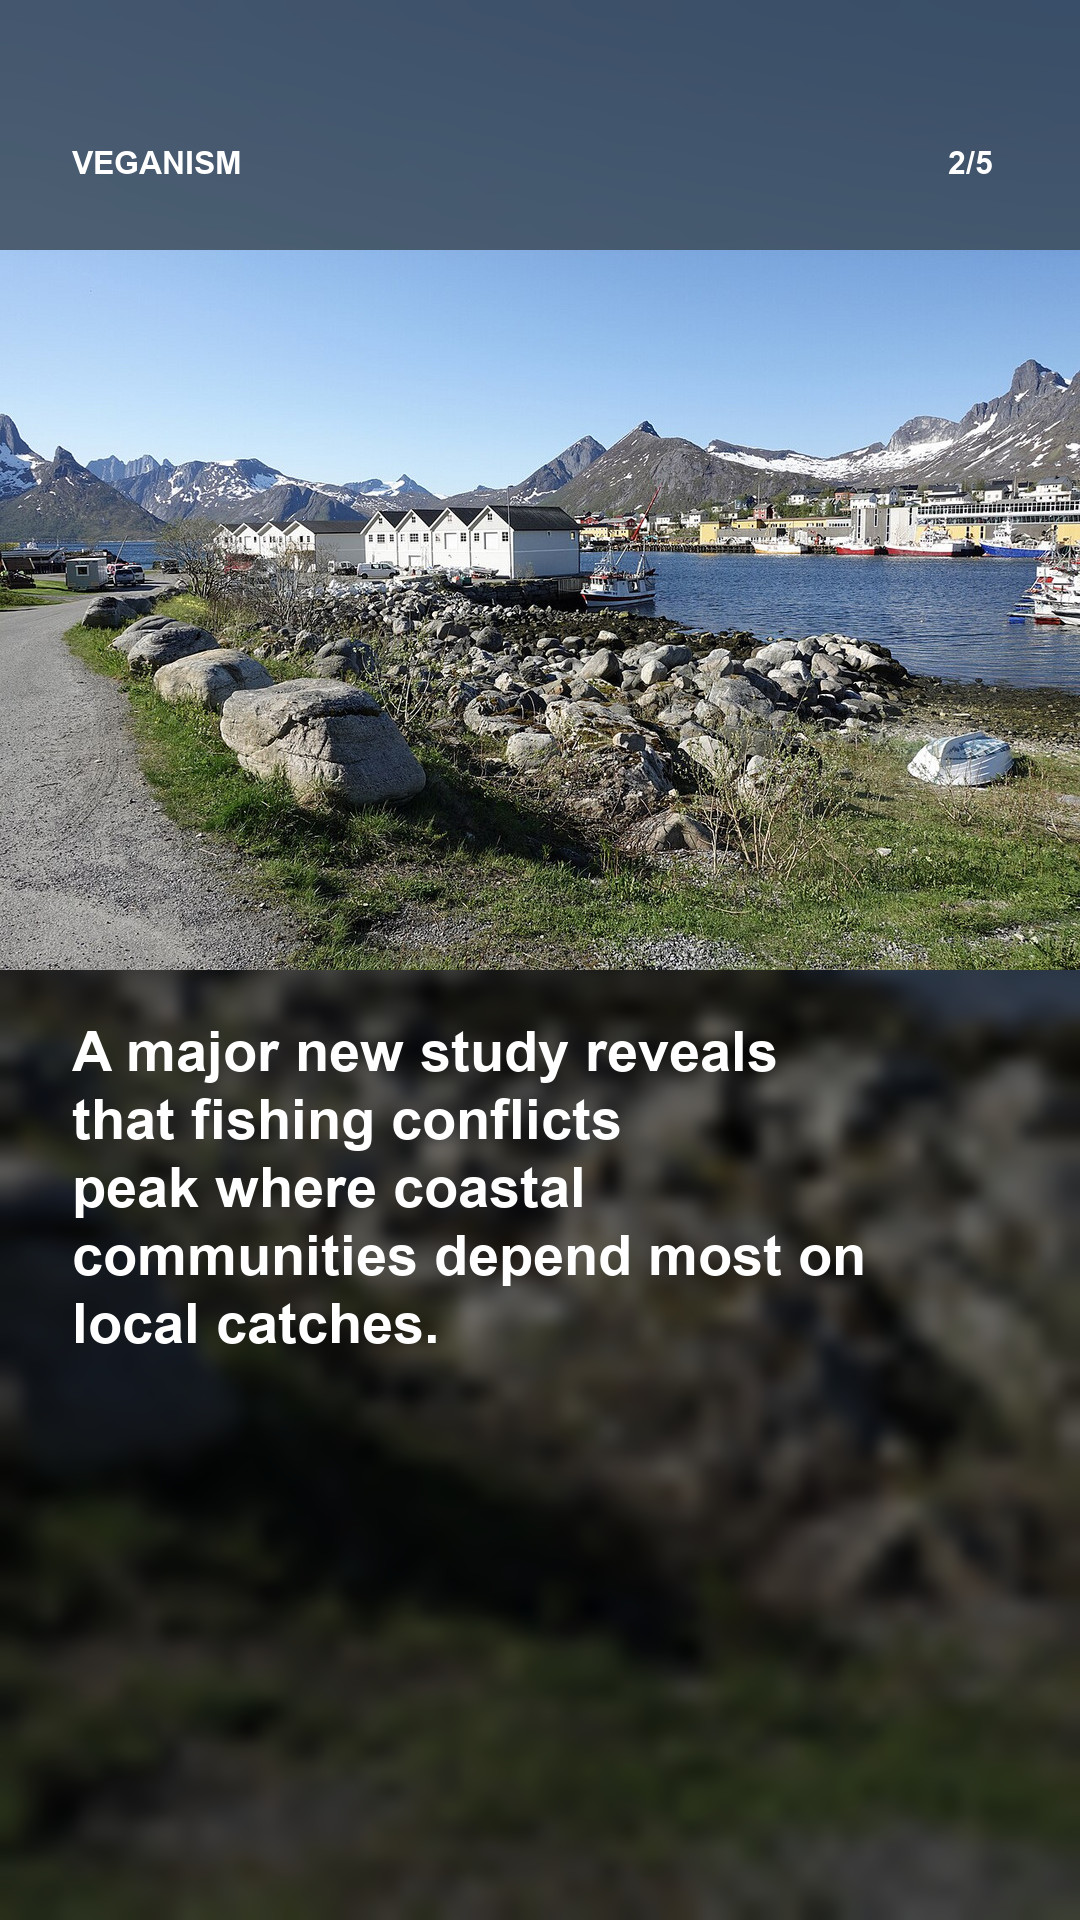 VEGANISM
2/5
A major new study reveals
that fishing conflicts
peak where coastal
communities depend most on
local catches.